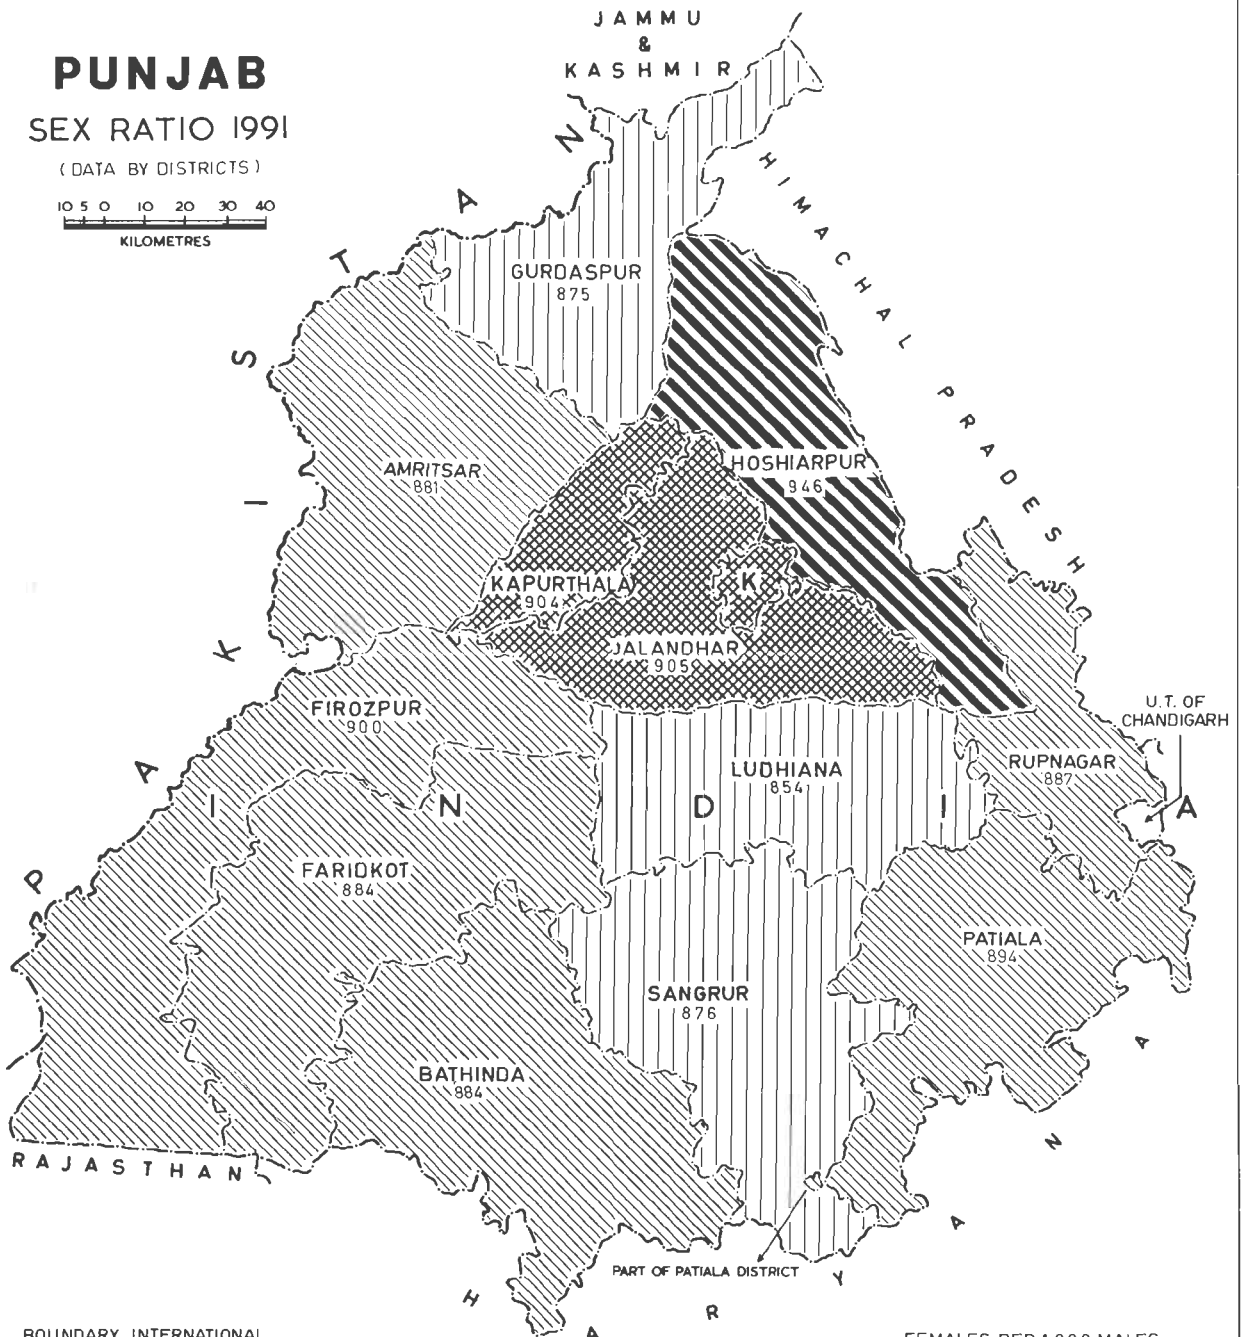 JAMMU
&
KASHMIR
PUNJAB
SEX RATIO 1991
(DATA BY DISTRICTS)
10 5 0 10 20 30 40
KILOMETRES
PAKISTAN
HIMACHAL PRADESH
GURDASPUR
875
HOSHIARPUR
946
AMRITSAR
881
KAPURTHALA
904
K
JALANDHAR
905
FIROZPUR
900
U.T. OF
CHANDIGARH
LUDHIANA
854
RUPNAGAR
887
INDIA
FARIDKOT
884
PATIALA
894
SANGRUR
876
BATHINDA
884
RAJASTHAN
HARYANA
PART OF PATIALA DISTRICT
BOUNDARY, INTERNATIONAL
FEMALES PER 1000 MALES